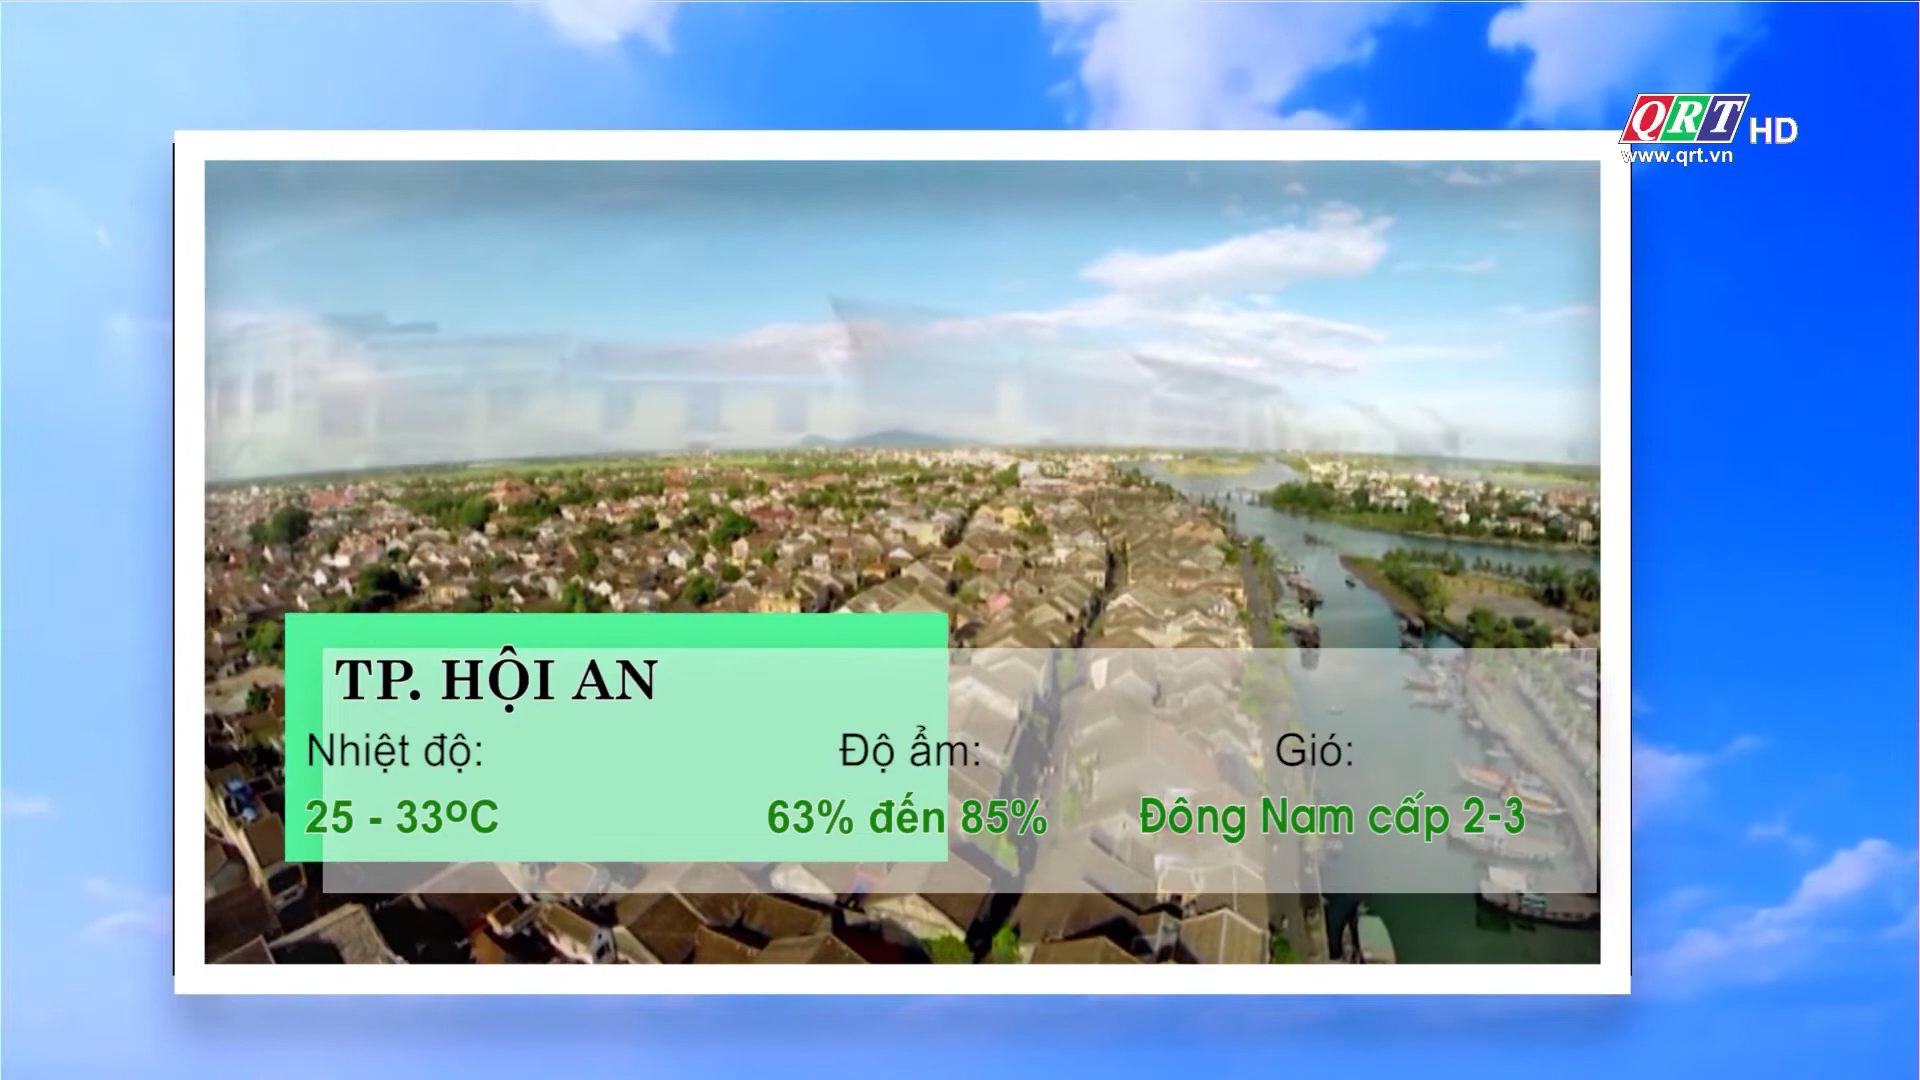 QRT HD
www.qrt.vn
TP. HỘI AN
Nhiệt độ: Độ ẩm: Gió:
25 - 33ºC 63% đến 85% Đông Nam cấp 2-3